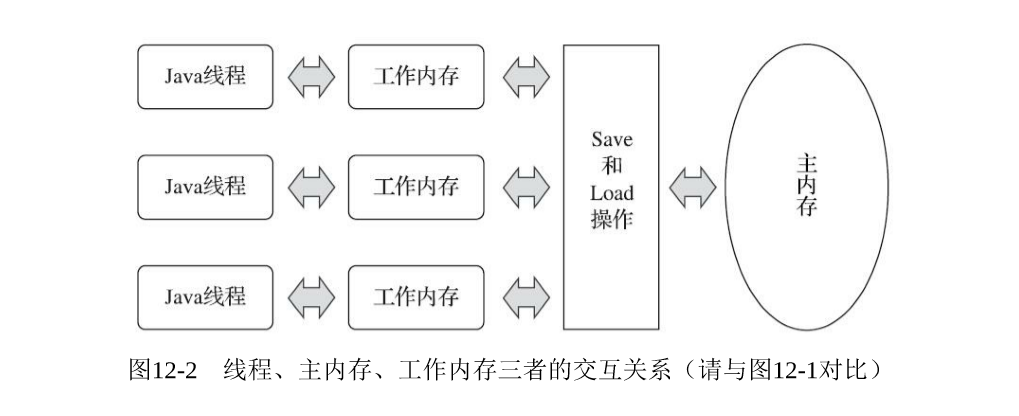 Java线程
工作内存
Java线程
工作内存
Java线程
工作内存
Save
和
Load
操作
主
内
存
图12-2 线程、主内存、工作内存三者的交互关系（请与图12-1对比）